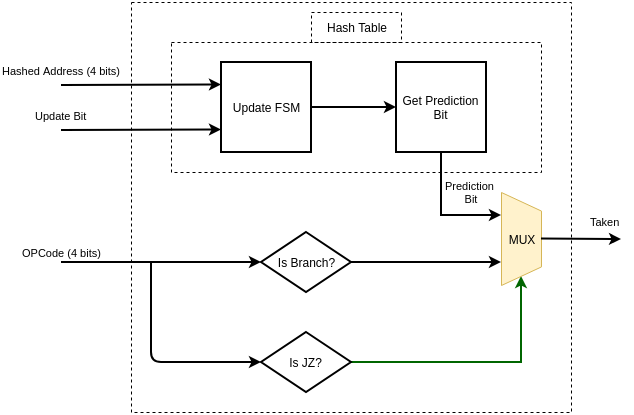 Hash Table
Hashed Address (4 bits)
Update FSM
Get Prediction
Bit
Update Bit
Prediction
Bit
Taken
MUX
OPCode (4 bits)
Is Branch?
Is JZ?